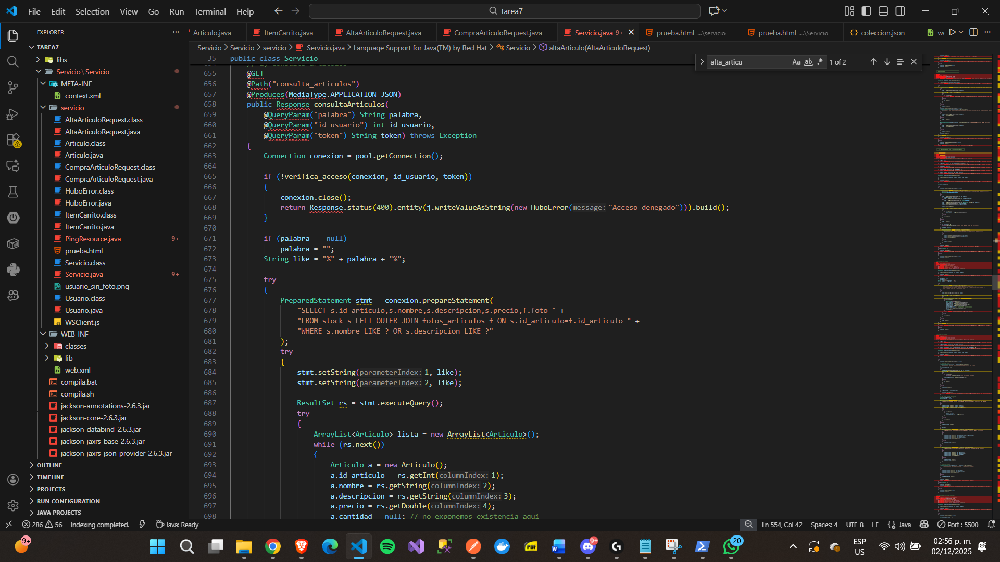 File Edit Selection View Go Run Terminal Help
tarea7
EXPLORER
Articulo.java
ItemCarrito.java
AltaArticuloRequest.java
CompraArticuloRequest.java
Servicio.java 9+
prueba.html ...\servicio
prueba.html ...\Servicio
coleccion.json
Servicio > Servicio > servicio > Servicio.java > Language Support for Java(TM) by Red Hat > Servicio > altaArticulo(AltaArticuloRequest)
alta_articu
Aa ab .* 1 of 2
TAREA7
libs
Servicio \ Servicio
META-INF
context.xml
servicio
AltaArticuloRequest.class
AltaArticuloRequest.java
Articulo.class
Articulo.java
CompraArticuloRequest.class
CompraArticuloRequest.java
HuboError.class
HuboError.java
ItemCarrito.class
ItemCarrito.java
PingResource.java 9+
prueba.html
Servicio.class
Servicio.java 9+
usuario_sin_foto.png
Usuario.class
Usuario.java
WSClient.js
WEB-INF
classes
lib
web.xml
compila.bat
compila.sh
jackson-annotations-2.6.3.jar
jackson-core-2.6.3.jar
jackson-databind-2.6.3.jar
jackson-jaxrs-base-2.6.3.jar
jackson-jaxrs-json-provider-2.6.3.jar
OUTLINE
TIMELINE
PROJECTS
RUN CONFIGURATION
JAVA PROJECTS
35 public class Servicio
655 @GET
656 @Path("consulta_articulos")
657 @Produces(MediaType.APPLICATION_JSON)
658 public Response consultaArticulos(
659 @QueryParam("palabra") String palabra,
660 @QueryParam("id_usuario") int id_usuario,
661 @QueryParam("token") String token) throws Exception
662 {
663 Connection conexion = pool.getConnection();
664
665 if (!verifica_acceso(conexion, id_usuario, token))
666 {
667 conexion.close();
668 return Response.status(400).entity(j.writeValueAsString(new HuboError(message: "Acceso denegado"))).build();
669 }
670
671 if (palabra == null)
672 palabra = "";
673 String like = "%" + palabra + "%";
674
675 try
676 {
677 PreparedStatement stmt = conexion.prepareStatement(
678 "SELECT s.id_articulo,s.nombre,s.descripcion,s.precio,f.foto " +
679 "FROM stock s LEFT OUTER JOIN fotos_articulos f ON s.id_articulo=f.id_articulo " +
680 "WHERE s.nombre LIKE ? OR s.descripcion LIKE ?"
681 );
682 try
683 {
684 stmt.setString(parameterIndex: 1, like);
685 stmt.setString(parameterIndex: 2, like);
686
687 ResultSet rs = stmt.executeQuery();
688 try
689 {
690 ArrayList<Articulo> lista = new ArrayList<Articulo>();
691 while (rs.next())
692 {
693 Articulo a = new Articulo();
694 a.id_articulo = rs.getInt(columnIndex: 1);
695 a.nombre = rs.getString(columnIndex: 2);
696 a.descripcion = rs.getString(columnIndex: 3);
697 a.precio = rs.getDouble(columnIndex: 4);
698 a.cantidad = null; // no exponemos existencia aquí
286 56 Indexing completed. Java: Ready
Ln 554, Col 42 Spaces: 4 UTF-8 LF Java Port : 5500
9+
PDF
9+
20
ESP
US
02:56 p. m.
02/12/2025